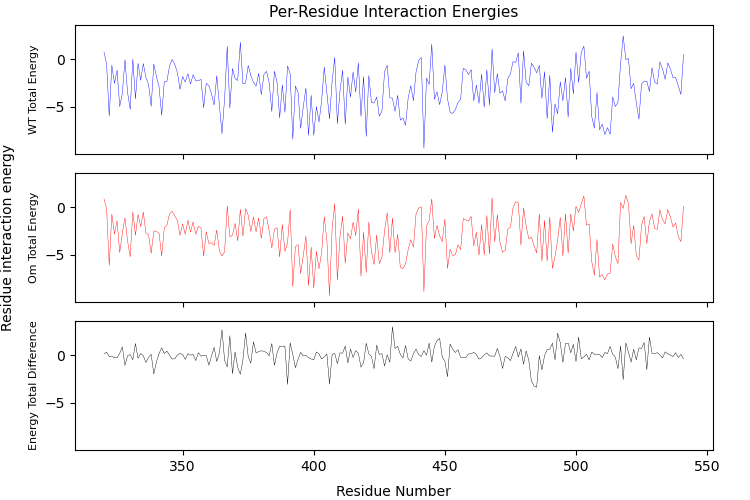 Per-Residue Interaction Energies
Residue interaction energy
WT Total Energy
0
−5
Om Total Energy
0
−5
Energy Total Difference
0
−5
350
400
450
500
550
Residue Number